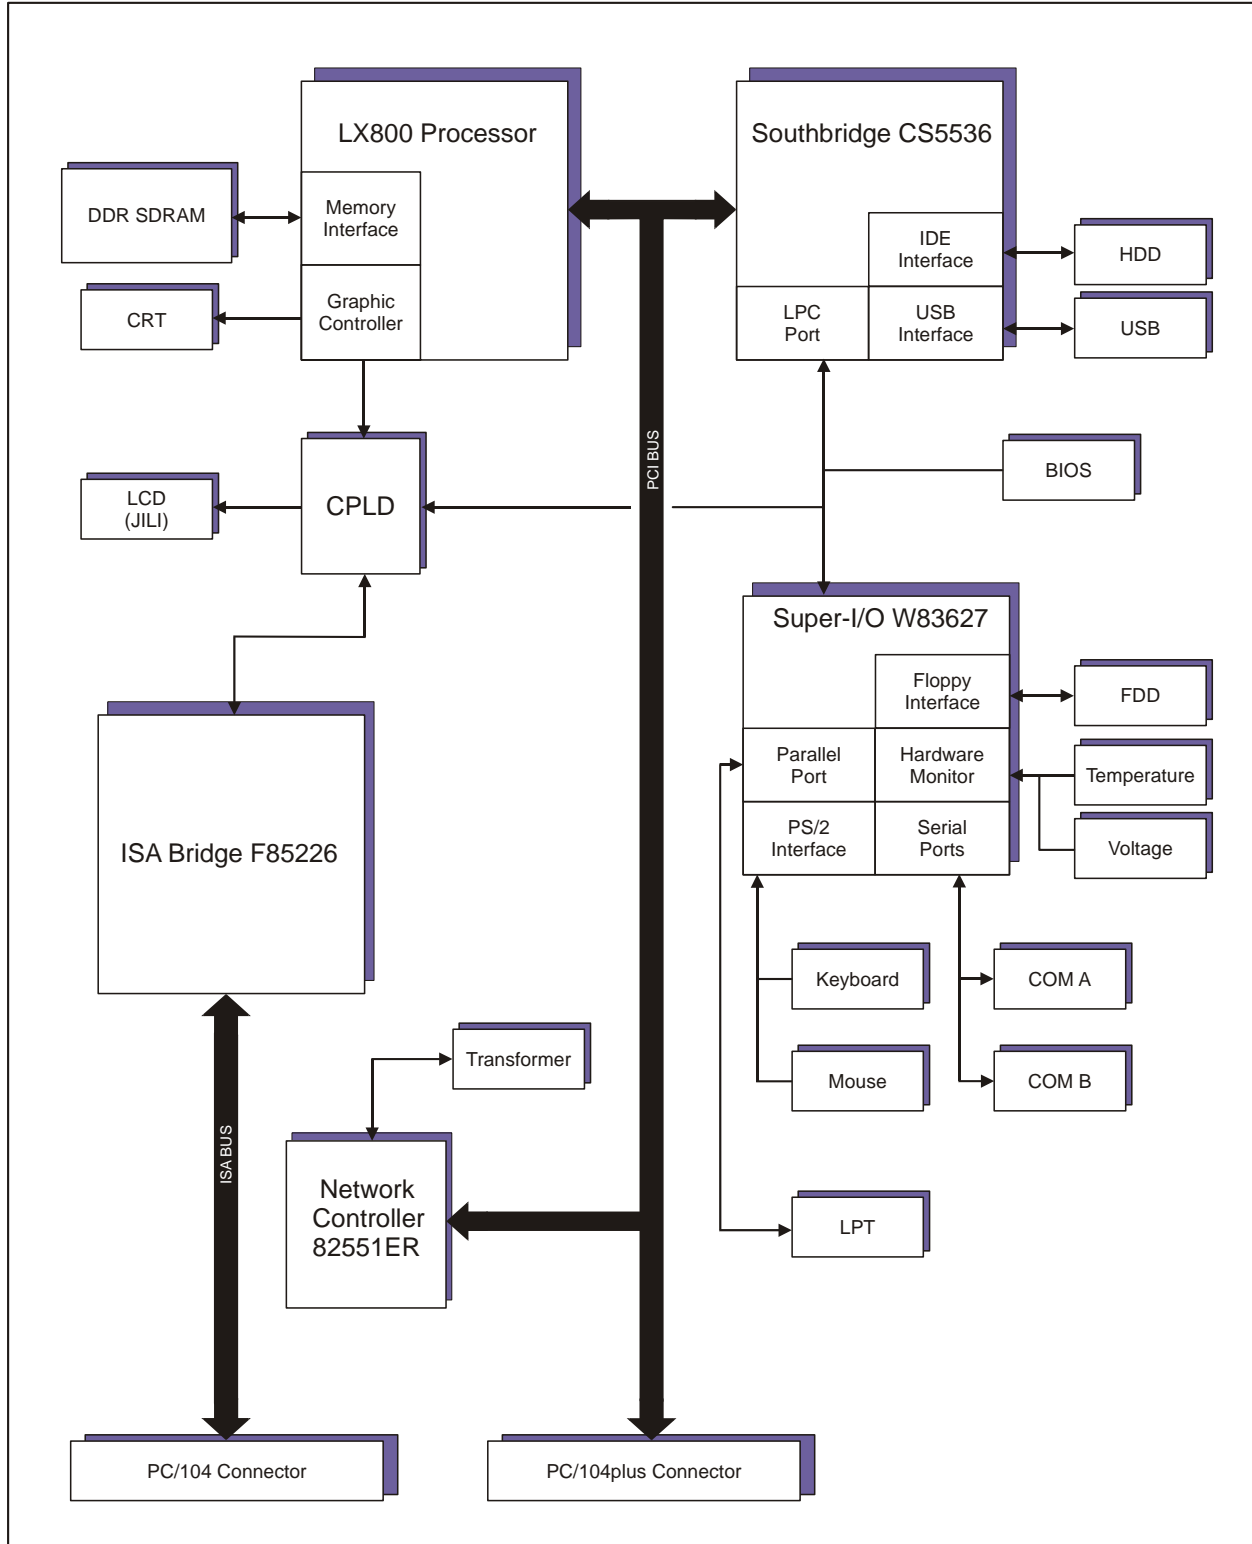 LX800 Processor
Southbridge CS5536
DDR SDRAM
Memory
Interface
IDE
Interface
HDD
CRT
Graphic
Controller
LPC
Port
USB
Interface
USB
PCI BUS
BIOS
LCD
(JILI)
CPLD
Super-I/O W83627
Floppy
Interface
FDD
Parallel
Port
Hardware
Monitor
Temperature
ISA Bridge F85226
PS/2
Interface
Serial
Ports
Voltage
Keyboard
COM A
Transformer
Mouse
COM B
ISA BUS
Network
Controller
82551ER
LPT
PC/104 Connector
PC/104plus Connector